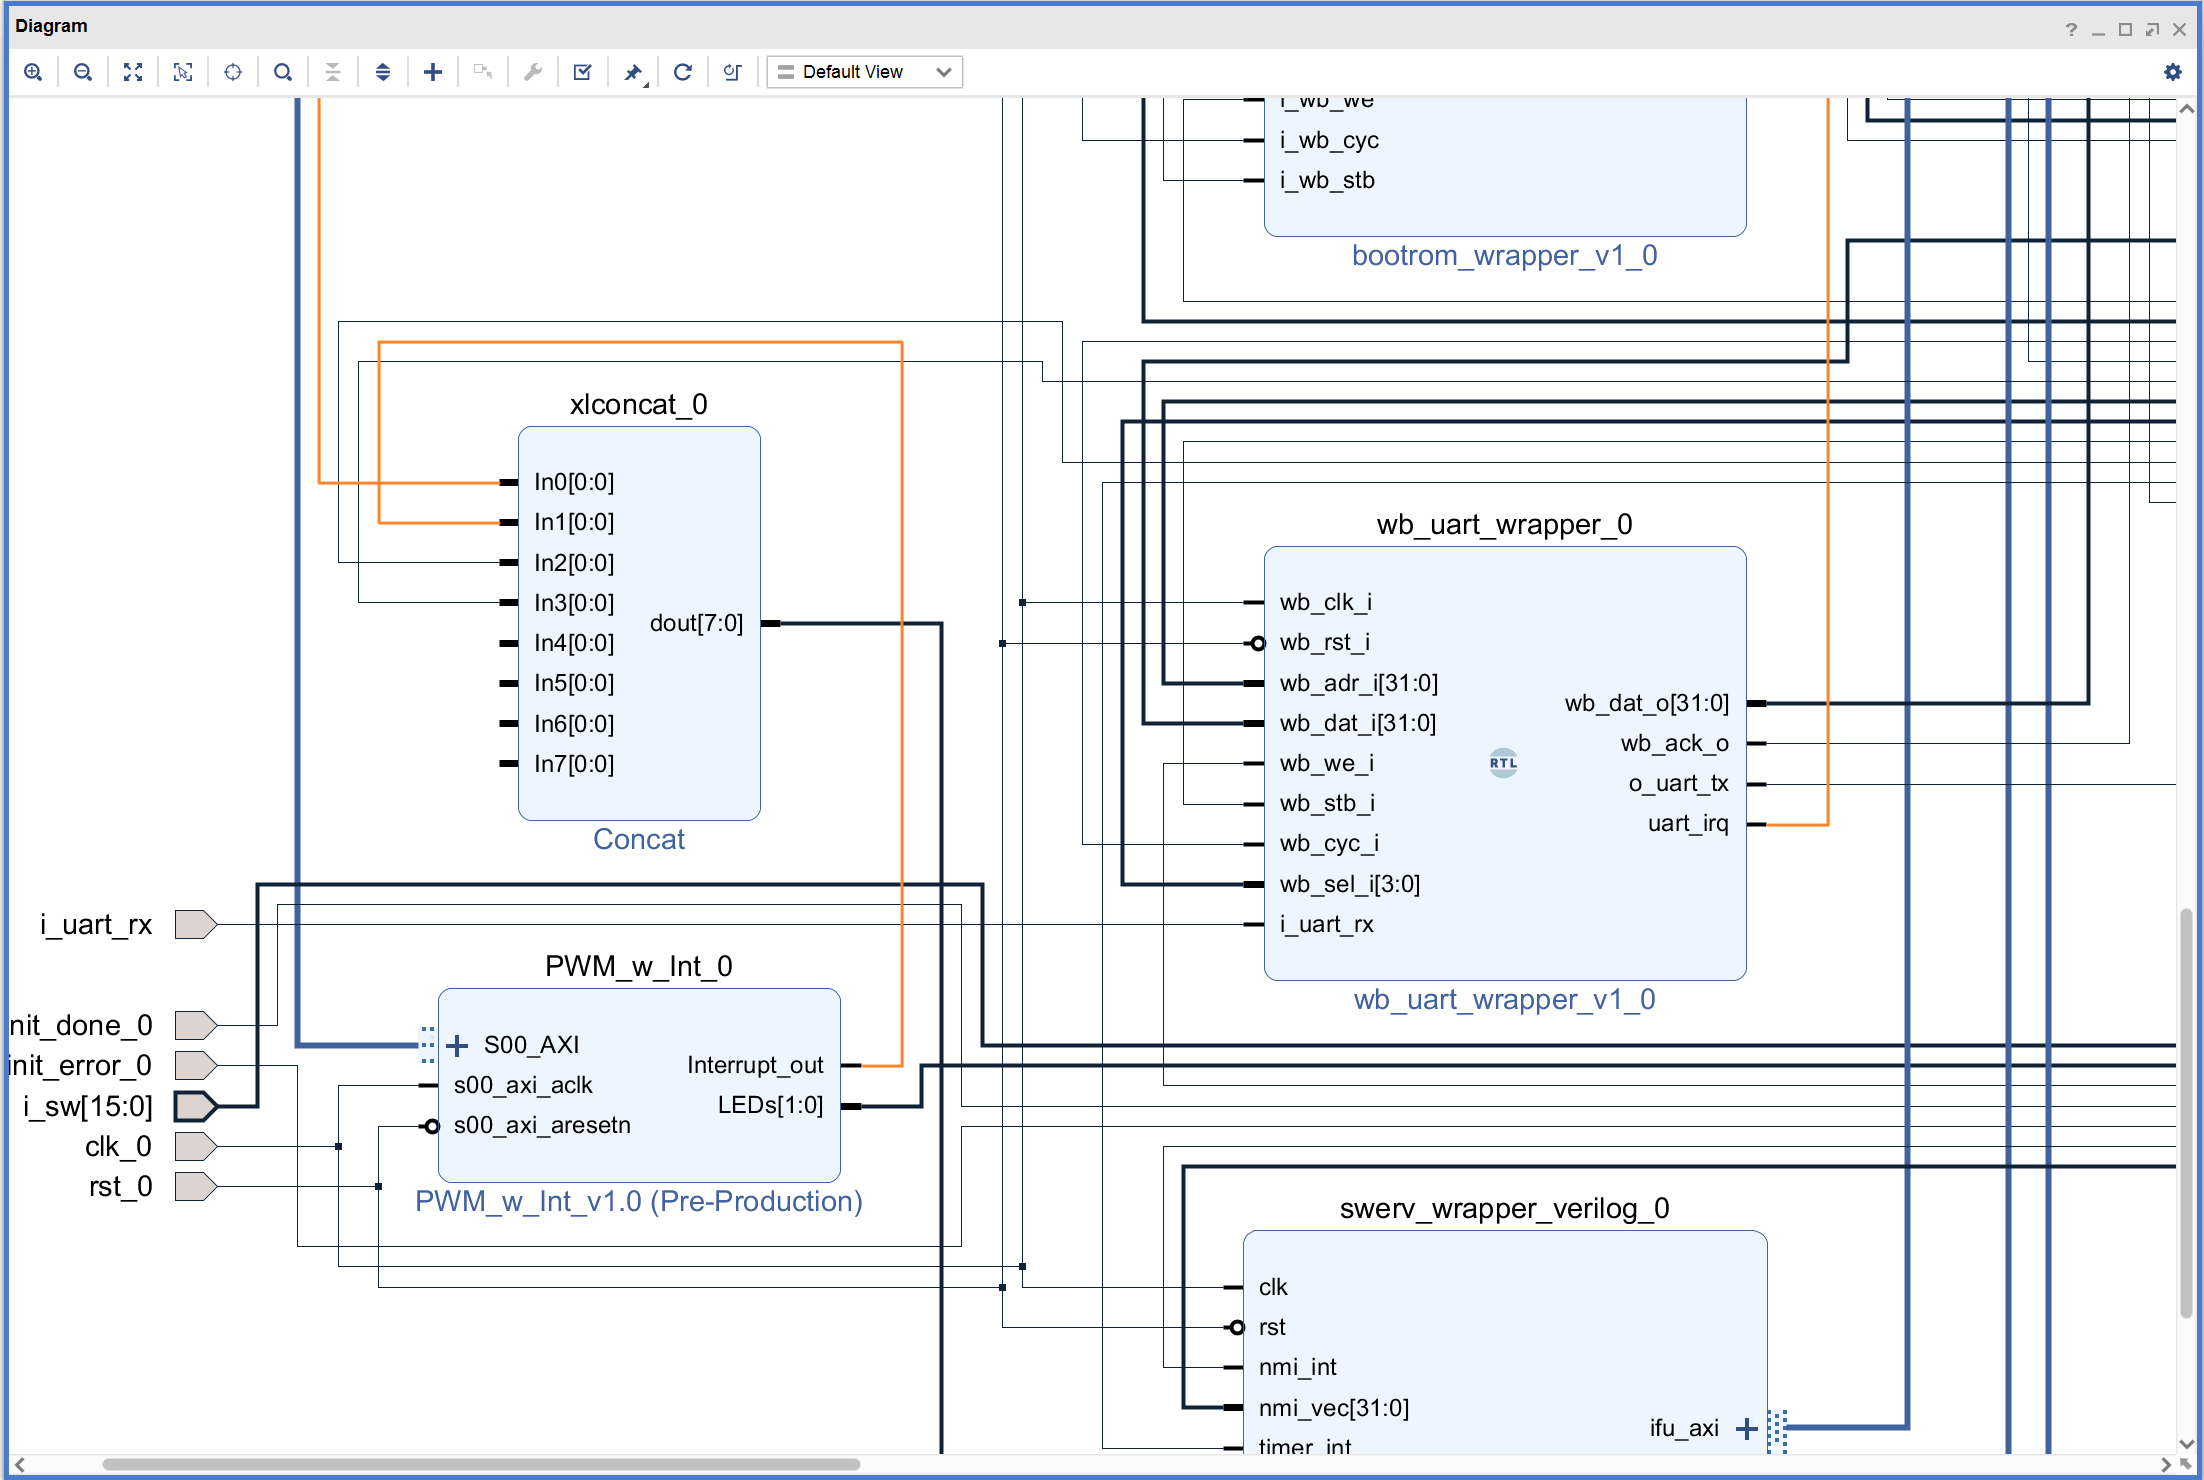 Diagram
Default View
i_wb_we
i_wb_cyc
i_wb_stb
bootrom_wrapper_v1_0
xlconcat_0
In0[0:0]
In1[0:0]
In2[0:0]
In3[0:0]
In4[0:0]
In5[0:0]
In6[0:0]
In7[0:0]
dout[7:0]
Concat
wb_uart_wrapper_0
wb_clk_i
wb_rst_i
wb_adr_i[31:0]
wb_dat_i[31:0]
wb_we_i
wb_stb_i
wb_cyc_i
wb_sel_i[3:0]
i_uart_rx
RTL
wb_dat_o[31:0]
wb_ack_o
o_uart_tx
uart_irq
wb_uart_wrapper_v1_0
i_uart_rx
nit_done_0
init_error_0
i_sw[15:0]
clk_0
rst_0
PWM_w_Int_0
S00_AXI
s00_axi_aclk
s00_axi_aresetn
Interrupt_out
LEDs[1:0]
PWM_w_Int_v1.0 (Pre-Production)
swerv_wrapper_verilog_0
clk
rst
nmi_int
nmi_vec[31:0]
timer_int
ifu_axi